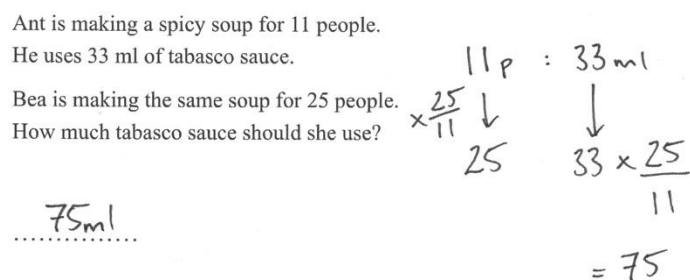 Ant is making a spicy soup for 11 people.
He uses 33 ml of tabasco sauce.
Bea is making the same soup for 25 people.
How much tabasco sauce should she use?
75ml
11p : 33ml
×25/11 ↓ ↓
25 33 × 25/11
= 75